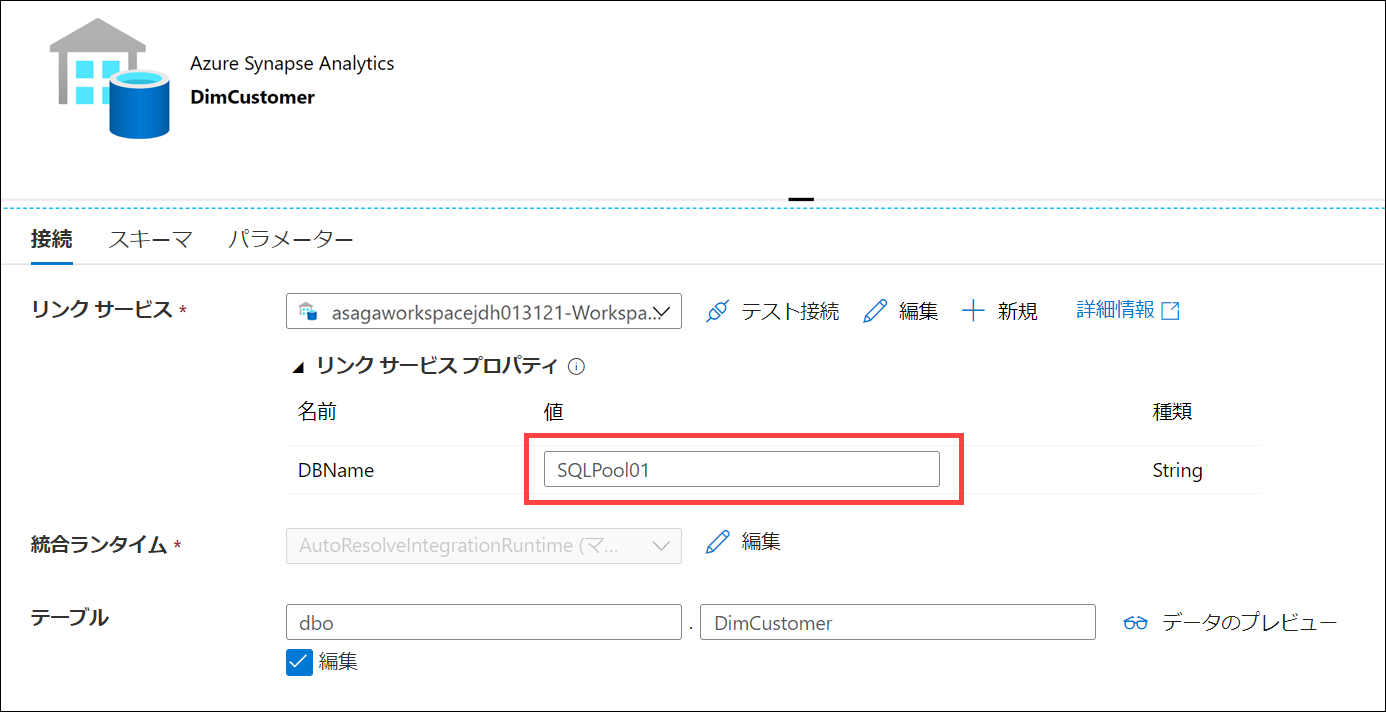 Azure Synapse Analytics
DimCustomer
接続 スキーマ パラメーター
リンク サービス * asagaworkspacejdh013121-Workspa... テスト接続 編集 新規 詳細情報
リンク サービス プロパティ
名前 値 種類
DBName SQLPool01 String
統合ランタイム * AutoResolveIntegrationRuntime (マ... 編集
テーブル dbo . DimCustomer データのプレビュー
編集